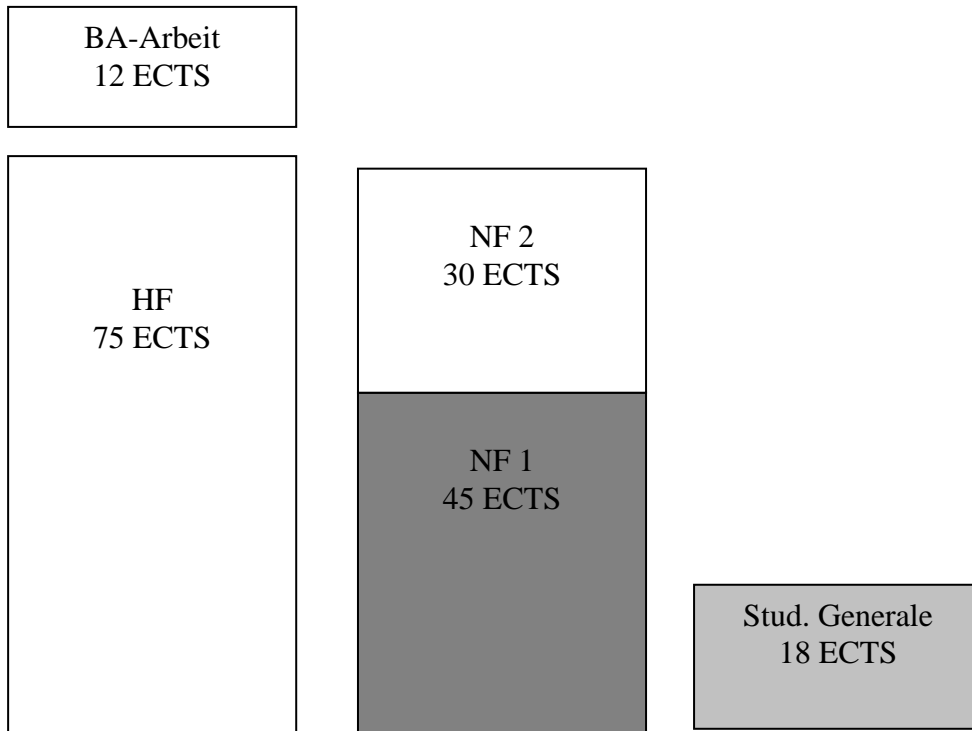 BA-Arbeit
12 ECTS
HF
75 ECTS
NF 2
30 ECTS
NF 1
45 ECTS
Stud. Generale
18 ECTS